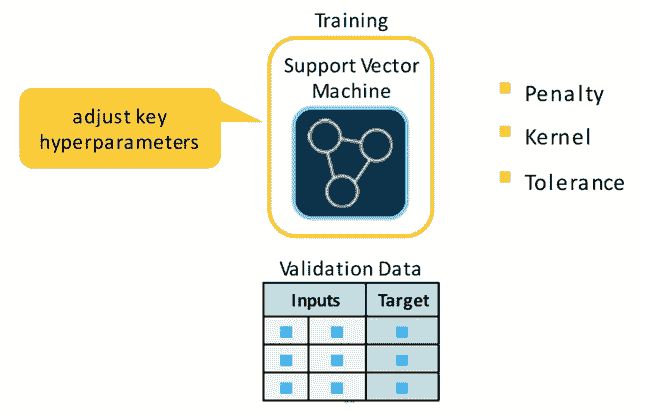 Training
Support Vector
Machine
adjust key
hyperparameters
Penalty
Kernel
Tolerance
Validation Data
Inputs Target